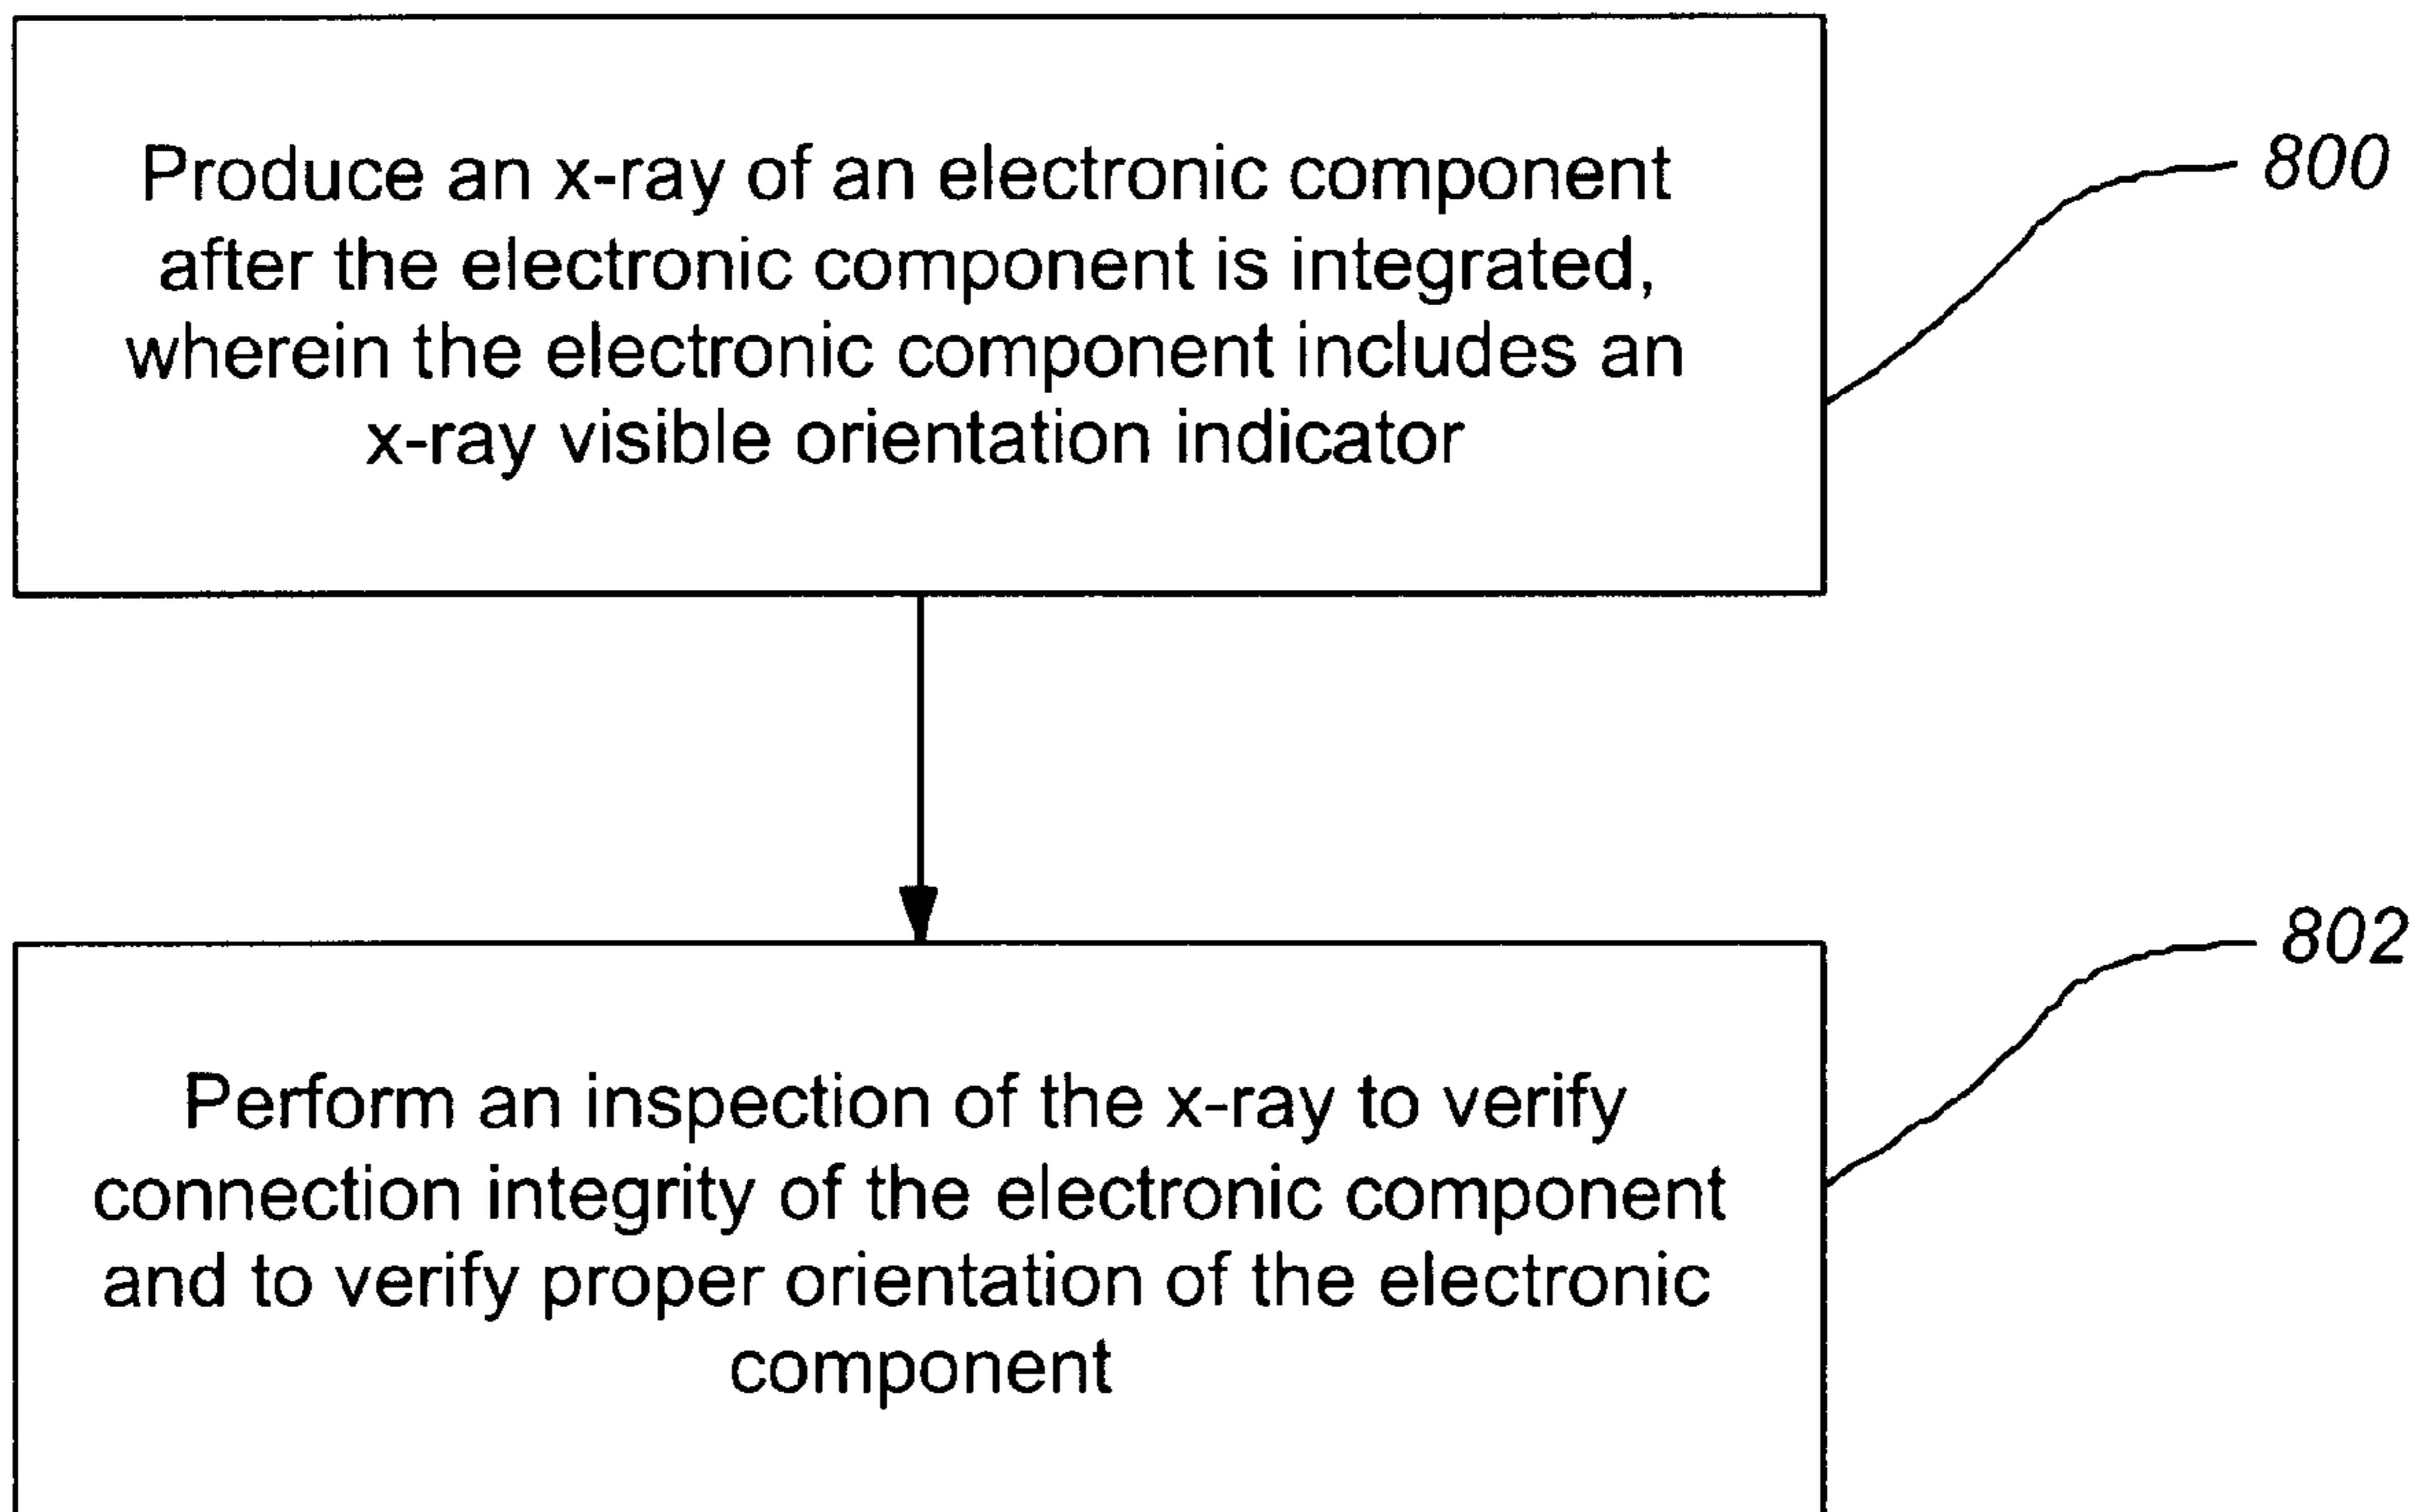 Produce an x-ray of an electronic component
after the electronic component is integrated,
wherein the electronic component includes an
x-ray visible orientation indicator
800
Perform an inspection of the x-ray to verify
connection integrity of the electronic component
and to verify proper orientation of the electronic
component
802